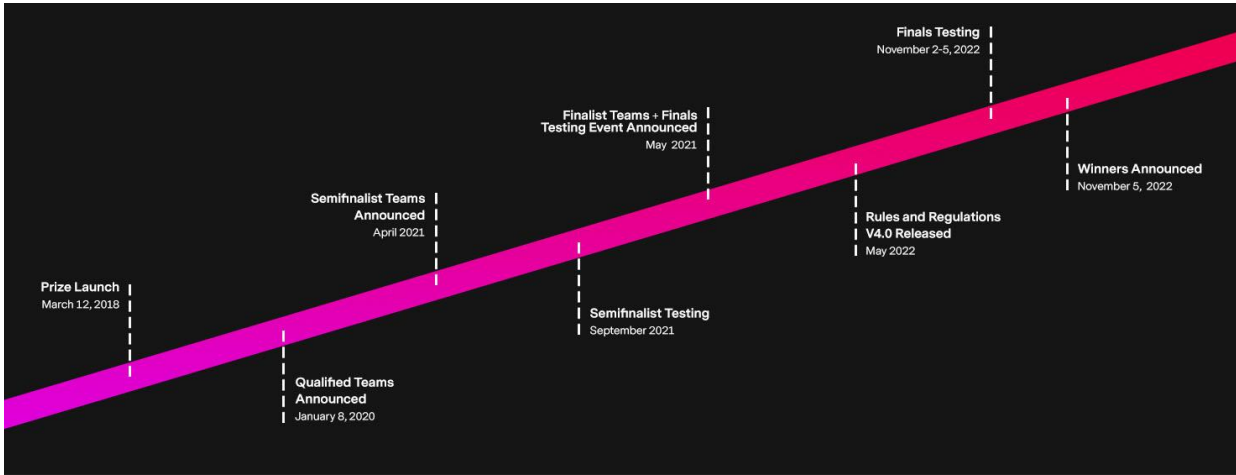 Prize Launch
March 12, 2018
Qualified Teams
Announced
January 8, 2020
Semifinalist Teams
Announced
April 2021
Semifinalist Testing
September 2021
Finalist Teams + Finals
Testing Event Announced
May 2021
Rules and Regulations
V4.0 Released
May 2022
Finals Testing
November 2-5, 2022
Winners Announced
November 5, 2022